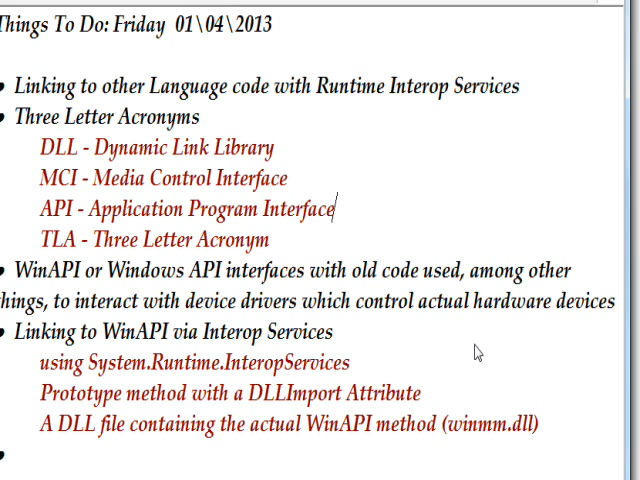 Things To Do: Friday 01\04\2013
• Linking to other Language code with Runtime Interop Services
• Three Letter Acronyms
DLL - Dynamic Link Library
MCI - Media Control Interface
API - Application Program Interface
TLA - Three Letter Acronym
• WinAPI or Windows API interfaces with old code used, among other
things, to interact with device drivers which control actual hardware devices
• Linking to WinAPI via Interop Services
using System.Runtime.InteropServices
Prototype method with a DLLImport Attribute
A DLL file containing the actual WinAPI method (winmm.dll)
•